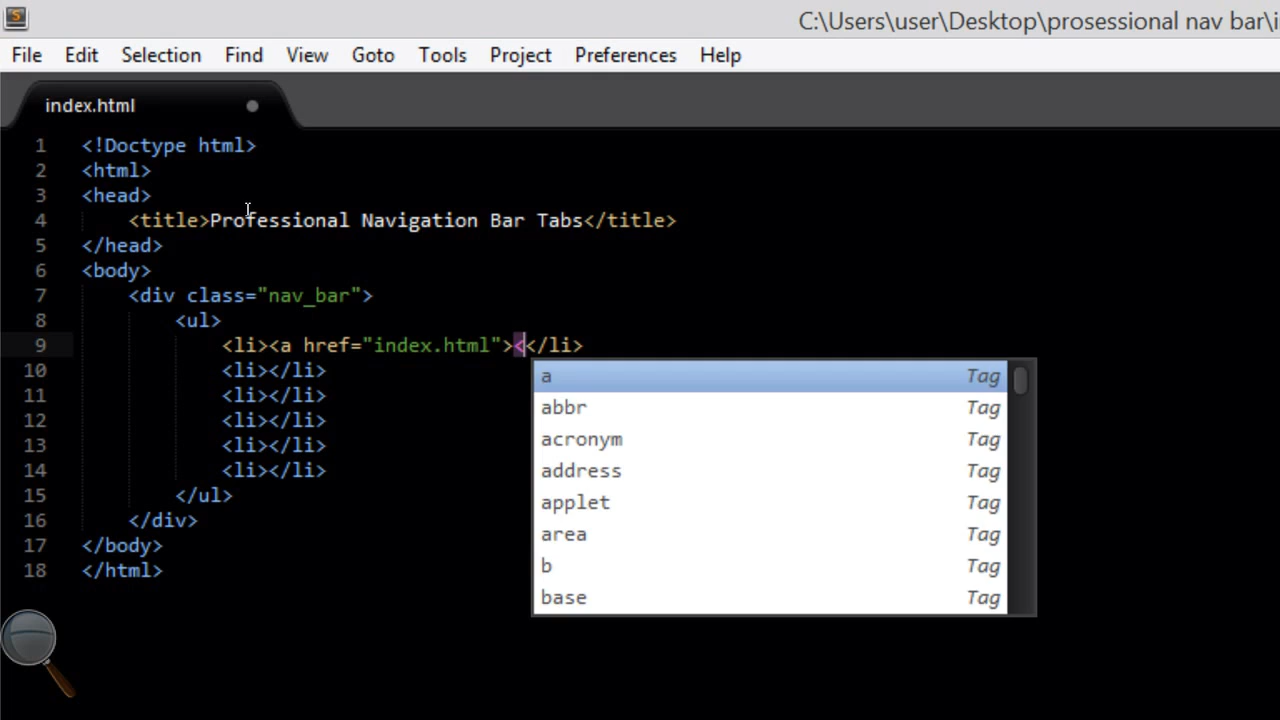 C:\Users\user\Desktop\prosessional nav bar\i
File Edit Selection Find View Goto Tools Project Preferences Help
index.html
1 <!Doctype html>
2 <html>
3 <head>
4 <title>Professional Navigation Bar Tabs</title>
5 </head>
6 <body>
7 <div class="nav_bar">
8 <ul>
9 <li><a href="index.html"><</li>
10 <li></li>
11 <li></li>
12 <li></li>
13 <li></li>
14 <li></li>
15 </ul>
16 </div>
17 </body>
18 </html>
a Tag
abbr Tag
acronym Tag
address Tag
applet Tag
area Tag
b Tag
base Tag